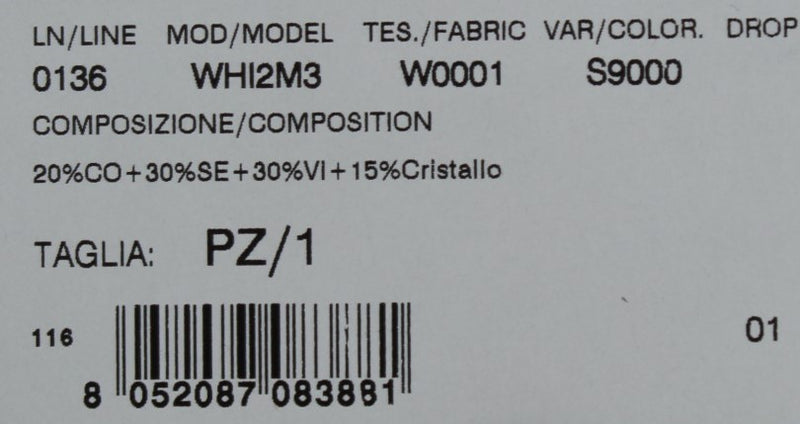 LN/LINE MOD/MODEL TES./FABRIC VAR/COLOR. DROP
0136 WHI2M3 W0001 S9000
COMPOSIZIONE/COMPOSITION
20%CO+30%SE+30%VI+15%Cristallo
TAGLIA: PZ/1
116
01
8 052087 083881